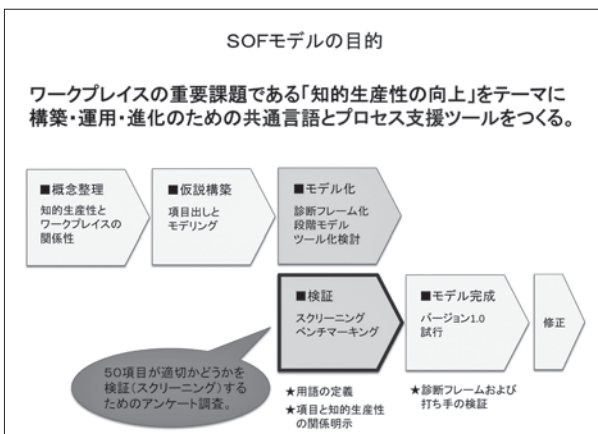 SOFモデルの目的
ワークプレイスの重要課題である「知的生産性の向上」をテーマに
構築・運用・進化のための共通言語とプロセス支援ツールをつくる。
■概念整理
知的生産性と
ワークプレイスの
関係性
■仮説構築
項目出しと
モデリング
■モデル化
診断フレーム化
段階モデル
ツール化検討
■検証
スクリーニング
ベンチマーキング
■モデル完成
バージョン1.0
試行
修正
50項目が適切かどうかを
検証(スクリーニング)する
ためのアンケート調査。
★用語の定義
★項目と知的生産性
の関係明示
★診断フレームおよび
打ち手の検証